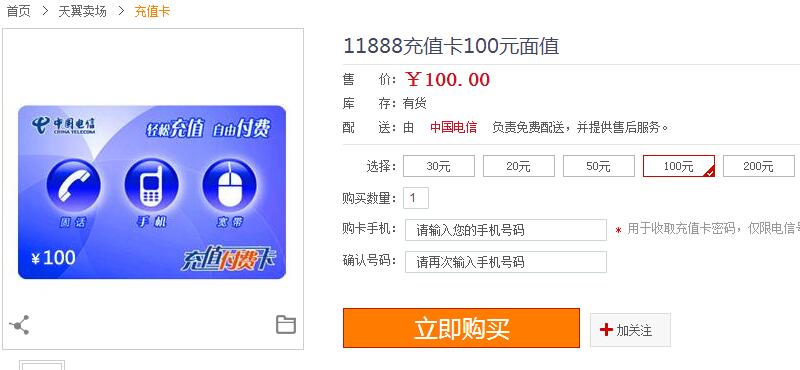 首页 > 天翼卖场 > 充值卡
中国电信
CHINA TELECOM
轻松充值 自由付费
固话 手机 宽带
¥100
充值付费卡
11888充值卡100元面值
售 价: ¥100.00
库 存: 有货
配 送: 由 中国电信 负责免费配送，并提供售后服务。
选择: 30元 20元 50元 100元 200元
购买数量: 1
购卡手机: 请输入您的手机号码 * 用于收取充值卡密码，仅限电信
确认号码: 请再次输入手机号码
立即购买 +加关注